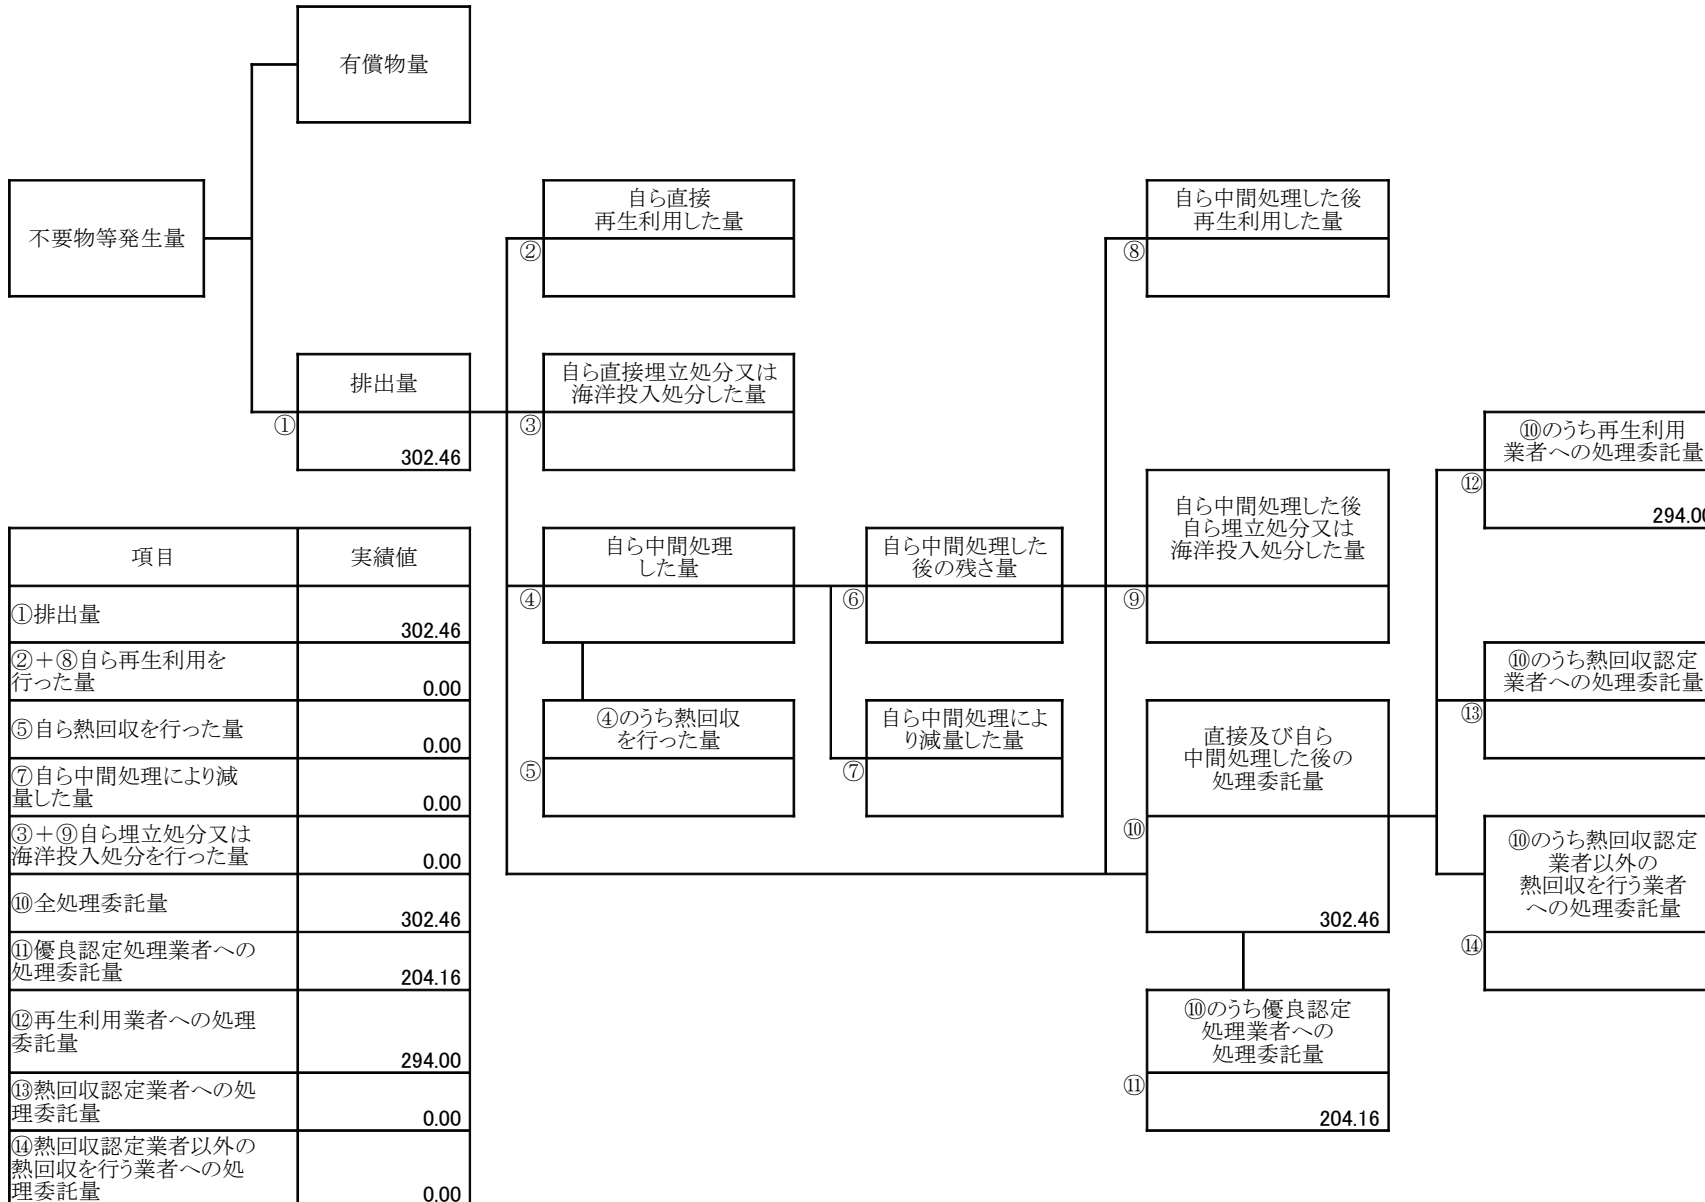 有償物量
不要物等発生量
自ら直接
再生利用した量
②
自ら中間処理した後
再生利用した量
⑧
排出量
①
302.46
自ら直接埋立処分又は
海洋投入処分した量
③
⑩のうち再生利用
業者への処理委託量
⑫
294.00
自ら中間処理
した量
④
自ら中間処理した
後の残さ量
⑥
自ら中間処理した後
自ら埋立処分又は
海洋投入処分した量
⑨
⑩のうち熱回収認定
業者への処理委託量
⑬
④のうち熱回収
を行った量
⑤
自ら中間処理によ
り減量した量
⑦
直接及び自ら
中間処理した後の
処理委託量
⑩
302.46
⑩のうち熱回収認定
業者以外の
熱回収を行う業者
への処理委託量
⑭
⑩のうち優良認定
処理業者への
処理委託量
⑪
204.16
項目 実績値
①排出量 302.46
②+⑧自ら再生利用を
行った量 0.00
⑤自ら熱回収を行った量 0.00
⑦自ら中間処理により減
量した量 0.00
③+⑨自ら埋立処分又は
海洋投入処分を行った量 0.00
⑩全処理委託量 302.46
⑪優良認定処理業者への
処理委託量 204.16
⑫再生利用業者への処理
委託量 294.00
⑬熱回収認定業者への処
理委託量 0.00
⑭熱回収認定業者以外の
熱回収を行う業者への処
理委託量 0.00